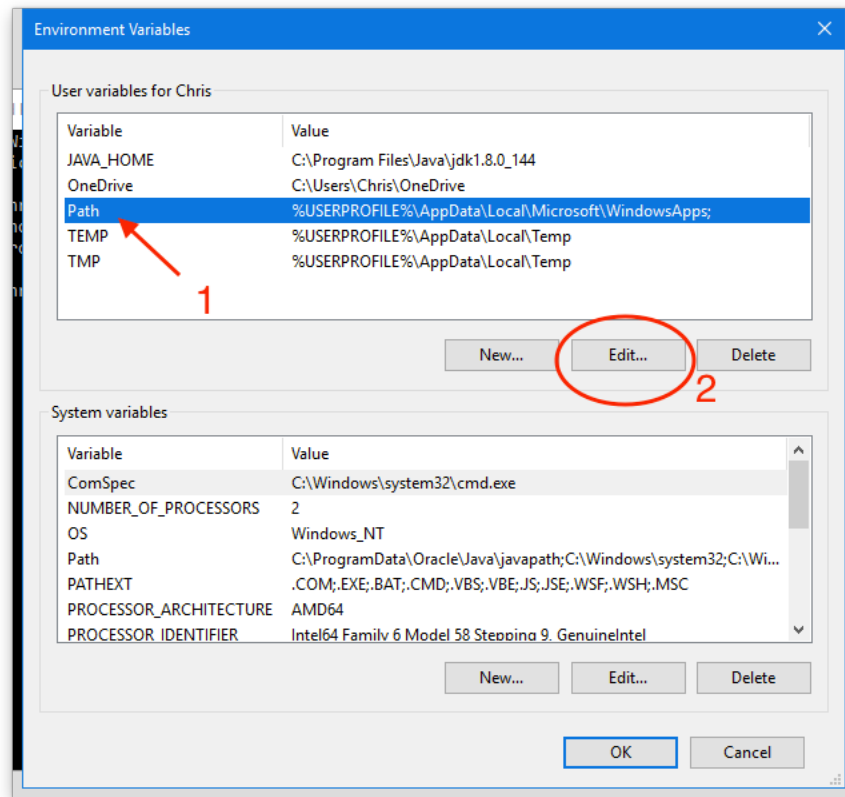 Environment Variables
User variables for Chris
Variable Value
JAVA_HOME C:\Program Files\Java\jdk1.8.0_144
OneDrive C:\Users\Chris\OneDrive
Path %USERPROFILE%\AppData\Local\Microsoft\WindowsApps;
TEMP %USERPROFILE%\AppData\Local\Temp
TMP %USERPROFILE%\AppData\Local\Temp
1
New... Edit... Delete
2
System variables
Variable Value
ComSpec C:\Windows\system32\cmd.exe
NUMBER_OF_PROCESSORS 2
OS Windows_NT
Path C:\ProgramData\Oracle\Java\javapath;C:\Windows\system32;C:\Wi...
PATHEXT .COM;.EXE;.BAT;.CMD;.VBS;.VBE;.JS;.JSE;.WSF;.WSH;.MSC
PROCESSOR_ARCHITECTURE AMD64
PROCESSOR_IDENTIFIER Intel64 Family 6 Model 58 Stepping 9, GenuineIntel
New... Edit... Delete
OK Cancel